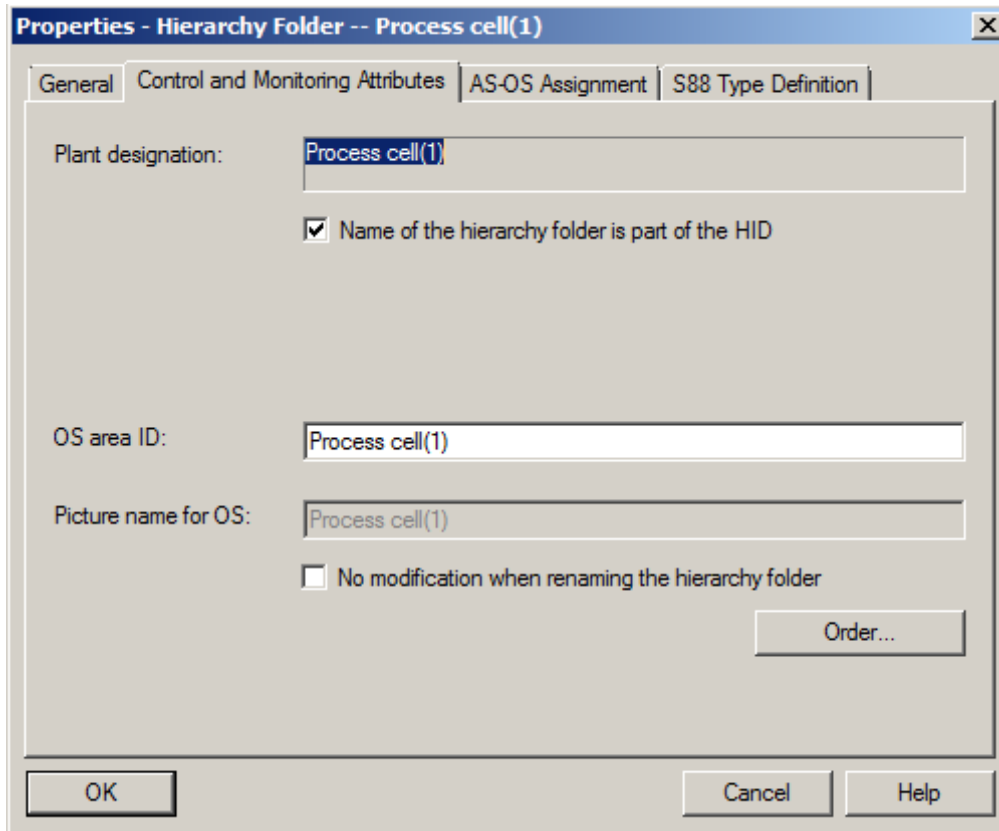 Properties - Hierarchy Folder -- Process cell(1)
General Control and Monitoring Attributes AS-OS Assignment S88 Type Definition
Plant designation: Process cell(1)
Name of the hierarchy folder is part of the HID
OS area ID: Process cell(1)
Picture name for OS: Process cell(1)
No modification when renaming the hierarchy folder
Order...
OK Cancel Help